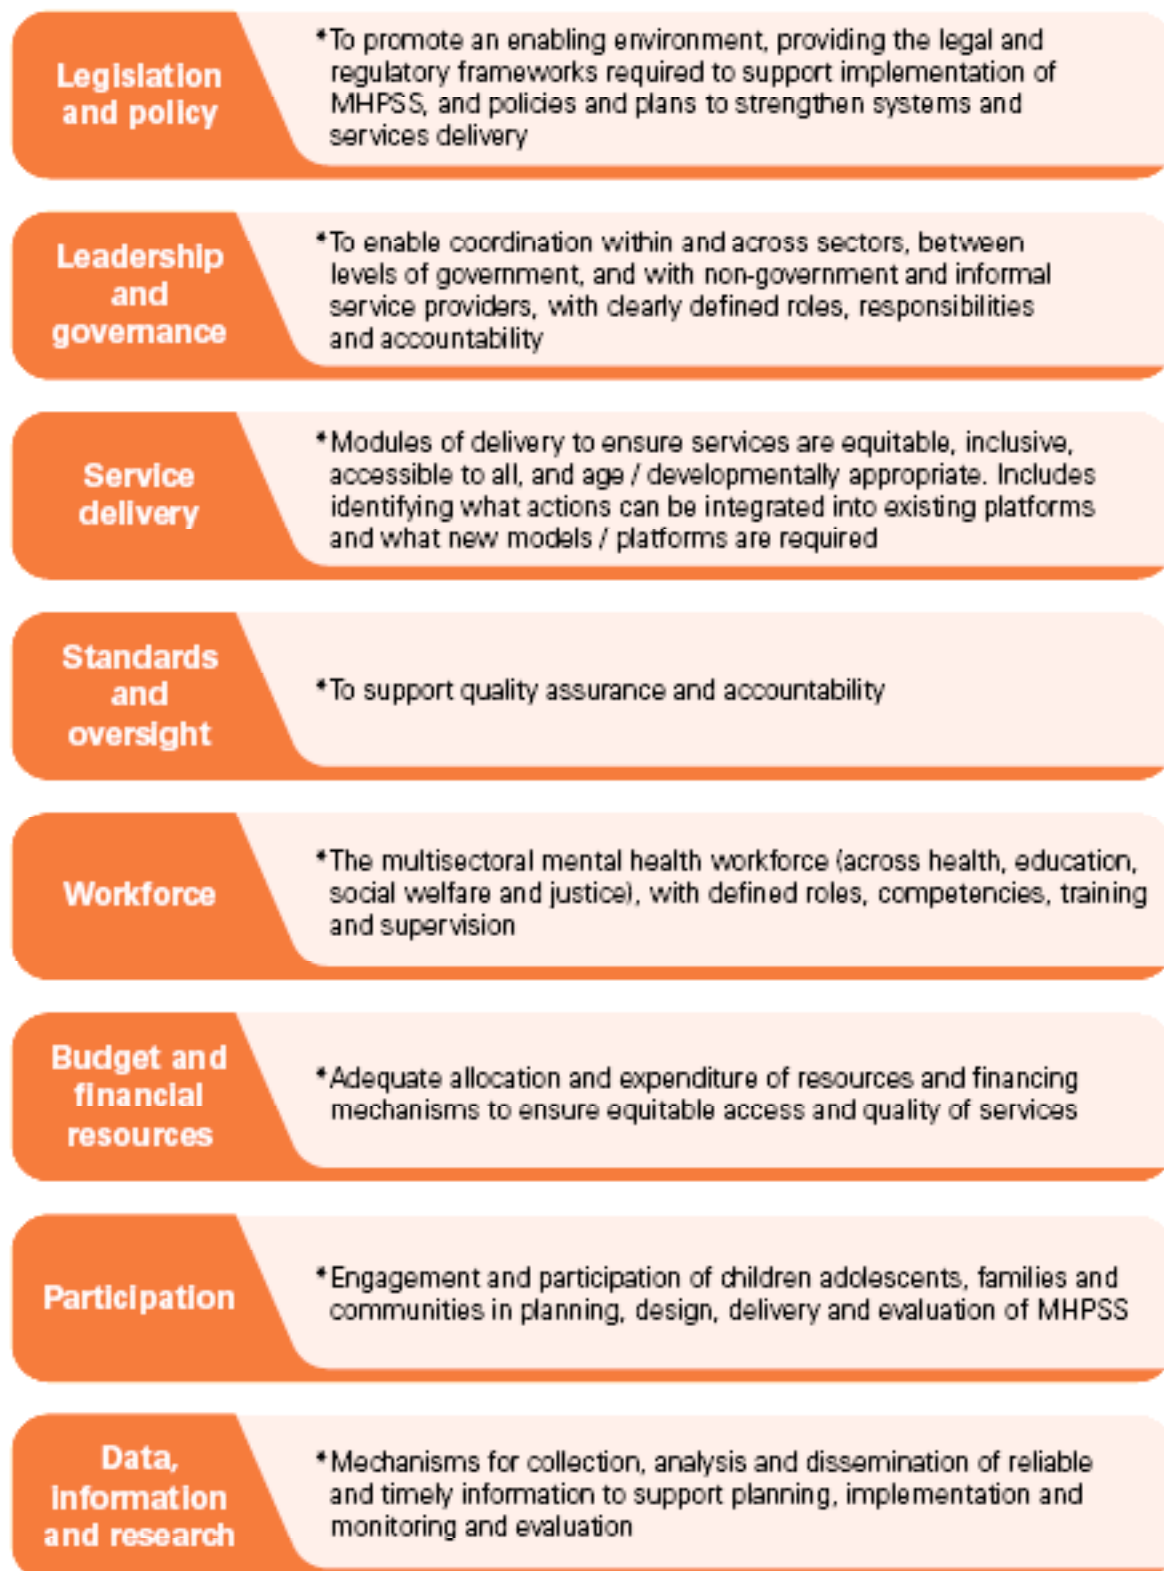 Legislation
and policy
*To promote an enabling environment, providing the legal and
regulatory frameworks required to support implementation of
MHPSS, and policies and plans to strengthen systems and
services delivery
Leadership
and
governance
*To enable coordination within and across sectors, between
levels of government, and with non-government and informal
service providers, with clearly defined roles, responsibilities
and accountability
Service
delivery
*Modules of delivery to ensure services are equitable, inclusive,
accessible to all, and age / developmentally appropriate. Includes
identifying what actions can be integrated into existing platforms
and what new models / platforms are required
Standards
and
oversight
*To support quality assurance and accountability
Workforce
*The multisectoral mental health workforce (across health, education,
social welfare and justice), with defined roles, competencies, training
and supervision
Budget and
financial
resources
*Adequate allocation and expenditure of resources and financing
mechanisms to ensure equitable access and quality of services
Participation
*Engagement and participation of children adolescents, families and
communities in planning, design, delivery and evaluation of MHPSS
Data,
information
and research
*Mechanisms for collection, analysis and dissemination of reliable
and timely information to support planning, implementation and
monitoring and evaluation